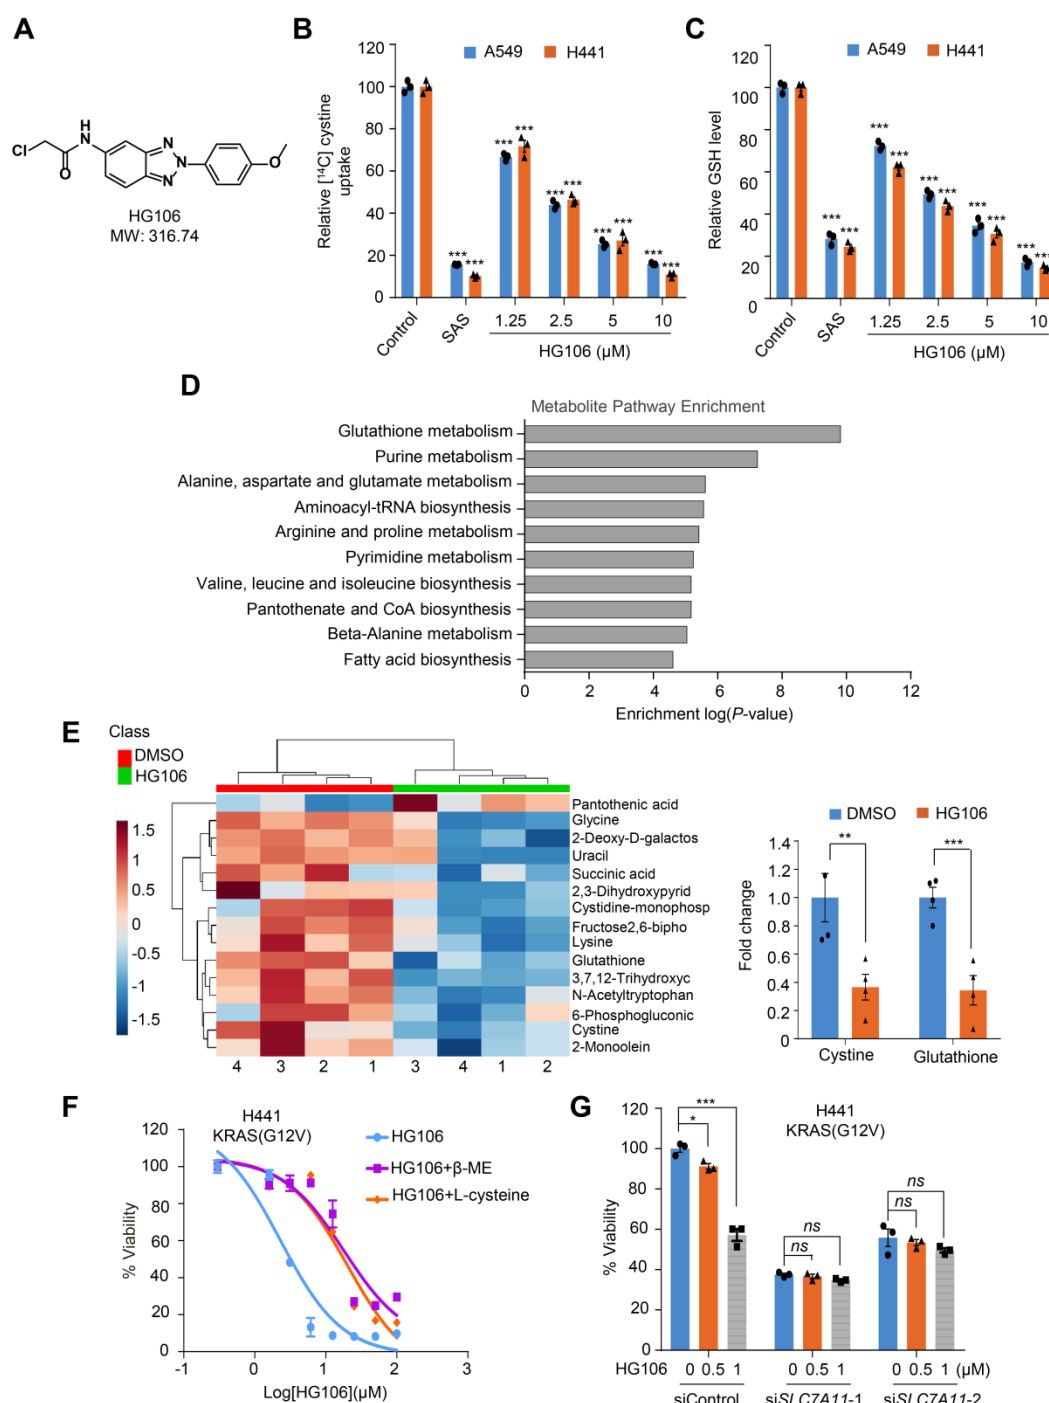 A
Cl
O
H
N
N
N
N
O
HG106
MW: 316.74
B
A549 H441
Relative [¹⁴C] cystine
uptake
120
100
80
60
40
20
0
***
***
***
***
***
***
***
***
***
***
Control
SAS
1.25 2.5 5 10
HG106 (µM)
C
A549 H441
Relative GSH level
120
100
80
60
40
20
0
***
***
***
***
***
***
***
***
***
***
Control
SAS
1.25 2.5 5 10
HG106 (µM)
D
Metabolite Pathway Enrichment
Glutathione metabolism
Purine metabolism
Alanine, aspartate and glutamate metabolism
Aminoacyl-tRNA biosynthesis
Arginine and proline metabolism
Pyrimidine metabolism
Valine, leucine and isoleucine biosynthesis
Pantothenate and CoA biosynthesis
Beta-Alanine metabolism
Fatty acid biosynthesis
0 2 4 6 8 10 12
Enrichment log(P-value)
E
Class
DMSO
HG106
1.5
1
0.5
0
-0.5
-1
-1.5
Pantothenic acid
Glycine
2-Deoxy-D-galactos
Uracil
Succinic acid
2,3-Dihydroxypyrid
Cystidine-monophosp
Fructose2,6-bipho
Lysine
Glutathione
3,7,12-Trihydroxyc
N-Acetyltryptophan
6-Phosphogluconic
Cystine
2-Monoolein
4 3 2 1 3 4 1 2
DMSO HG106
Fold change
1.4
1.2
1.0
0.8
0.6
0.4
0.2
0
**
***
Cystine Glutathione
F
H441
KRAS(G12V)
HG106
HG106+β-ME
HG106+L-cysteine
% Viability
120
100
80
60
40
20
0
-1 0 1 2 3
Log[HG106](µM)
G
H441
KRAS(G12V)
% Viability
120
100
80
60
40
20
0
***
*
ns
ns
ns
ns
HG106 0 0.5 1 0 0.5 1 0 0.5 1 (µM)
siControl siSLC7A11-1 siSLC7A11-2